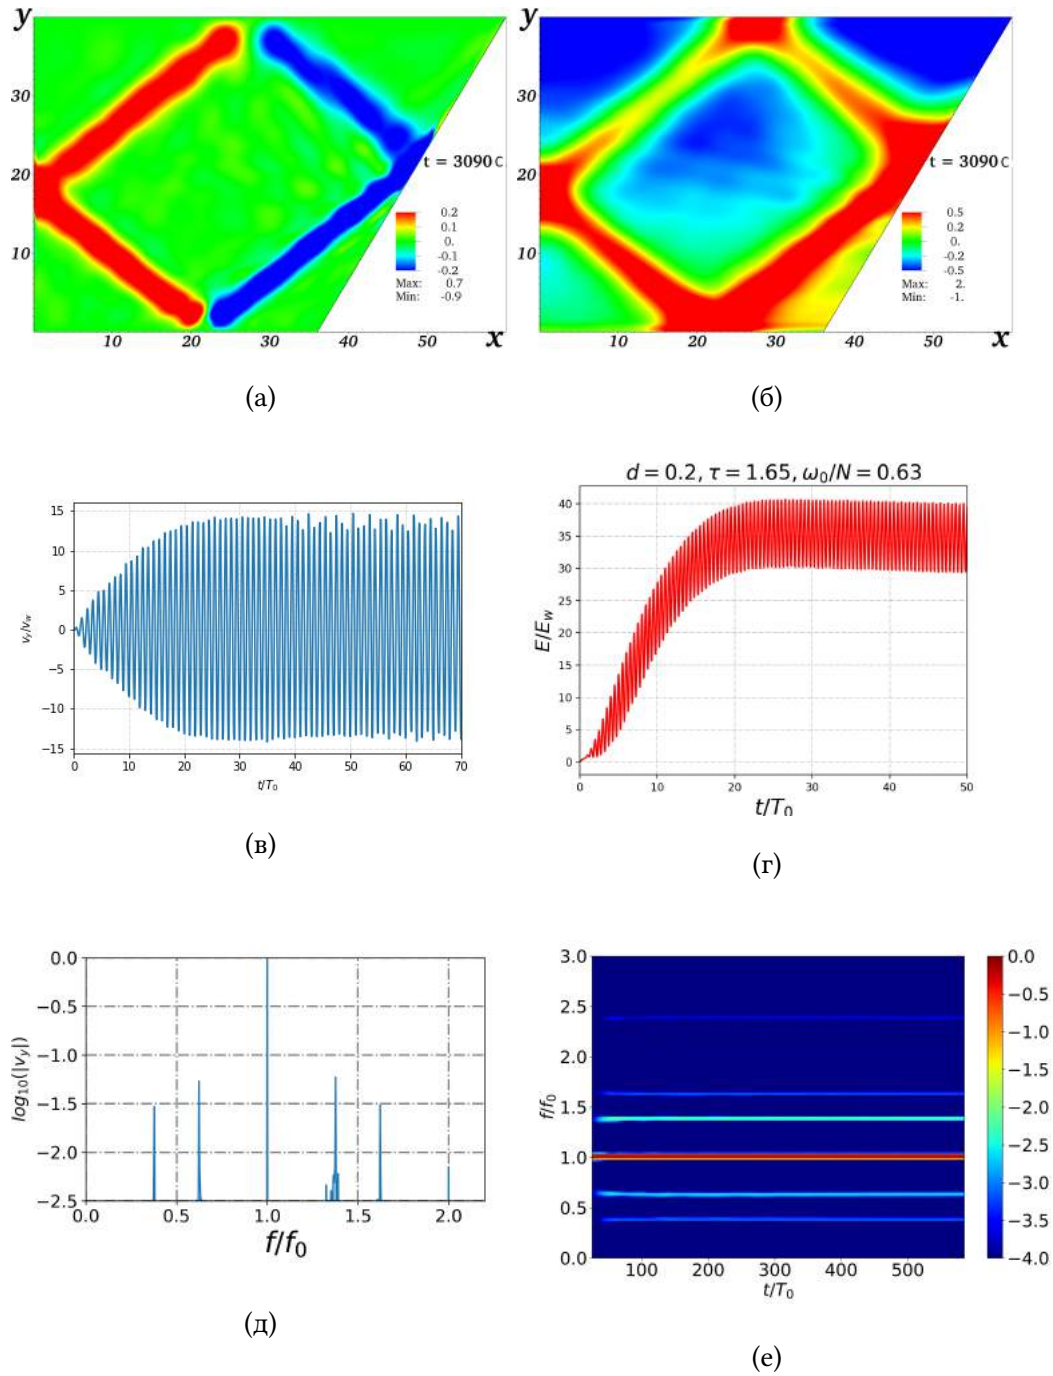 y
30
20
10
10 20 30 40 50 x
t = 3090 с
0.2
0.1
0.
-0.1
-0.2
Max: 0.7
Min: -0.9
(а)
y
30
20
10
10 20 30 40 50 x
t = 3090 с
0.5
0.2
0.
-0.2
-0.5
Max: 2.
Min: -1.
(б)
15
10
5
0
−5
−10
−15
v_y/v_w
0 10 20 30 40 50 60 70
t/T₀
(в)
d = 0.2, τ = 1.65, ω₀/N = 0.63
40
35
30
25
20
15
10
5
0
E/E_w
0 10 20 30 40 50
t/T₀
(г)
0.0
−0.5
−1.0
−1.5
−2.0
−2.5
log₁₀(|v_y|)
0.0 0.5 1.0 1.5 2.0
f/f₀
(д)
3.0
2.5
2.0
1.5
1.0
0.5
0.0
f/f₀
100 200 300 400 500
t/T₀
0.0
−0.5
−1.0
−1.5
−2.0
−2.5
−3.0
−3.5
−4.0
(е)